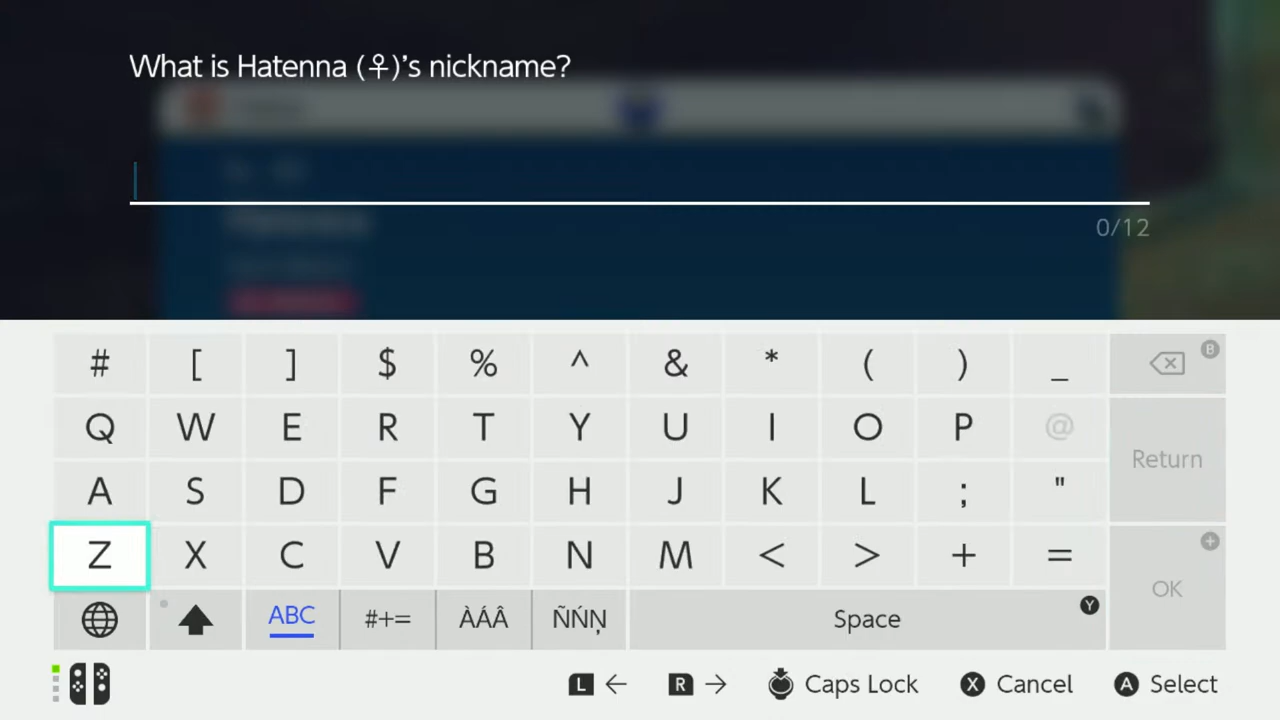 What is Hatenna (♀)'s nickname?
0/12
# [ ] $ % ^ & * ( ) _ B
Q W E R T Y U I O P @
Return
A S D F G H J K L ; "
Z X C V B N M < > + =
OK
ABC #+= ÀÁÂ ÑŃŅ Space Y
L ← R → Caps Lock X Cancel A Select